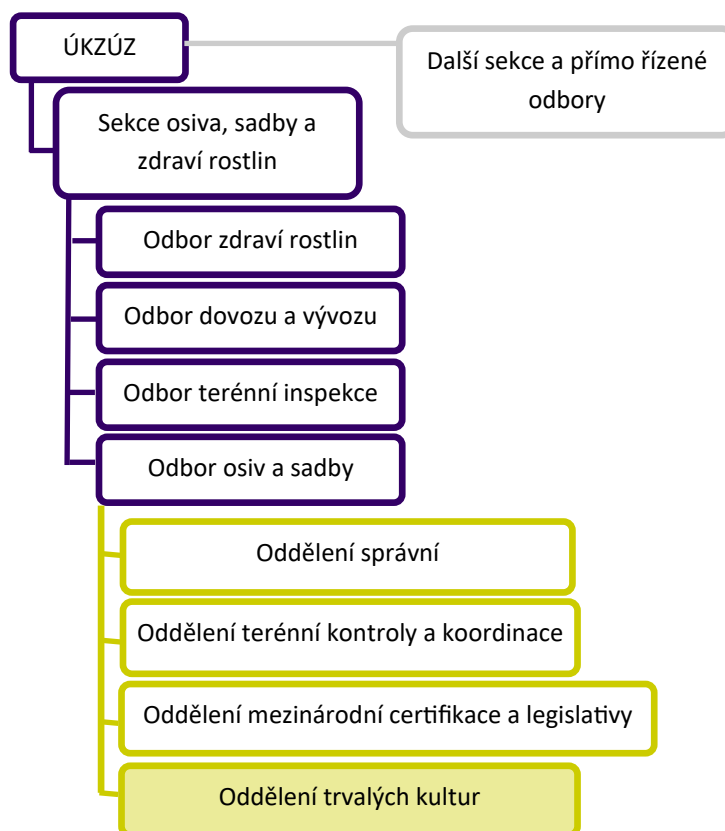 ÚKZÚZ
Další sekce a přímo řízené
odbory
Sekce osiva, sadby a
zdraví rostlin
Odbor zdraví rostlin
Odbor dovozu a vývozu
Odbor terénní inspekce
Odbor osiv a sadby
Oddělení správní
Oddělení terénní kontroly a koordinace
Oddělení mezinárodní certifikace a legislativy
Oddělení trvalých kultur